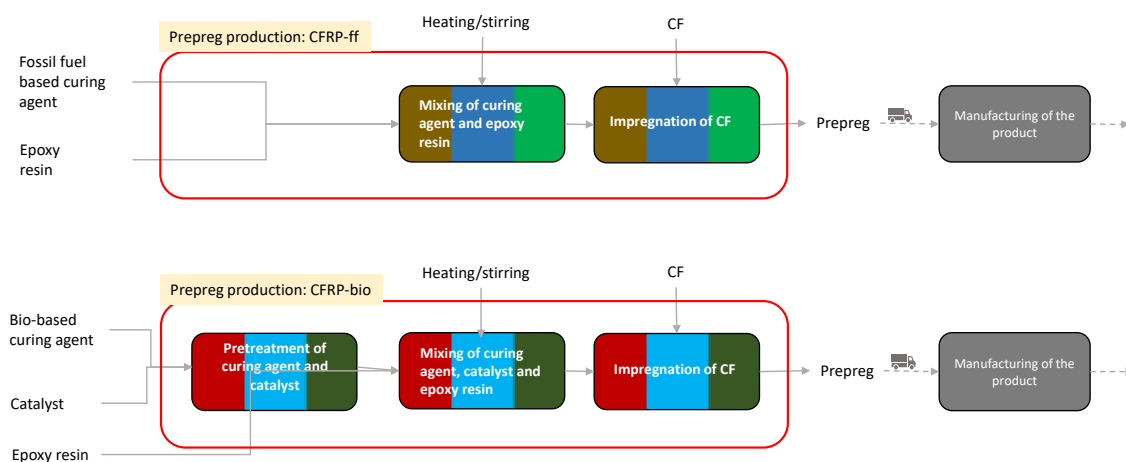 Heating/stirring
CF
Prepreg production: CFRP-ff
Fossil fuel
based curing
agent
Epoxy
resin
Mixing of curing
agent and epoxy
resin
Impregnation of CF
Prepreg
Manufacturing of the
product
Heating/stirring
CF
Prepreg production: CFRP-bio
Bio-based
curing agent
Catalyst
Epoxy resin
Pretreatment of
curing agent and
catalyst
Mixing of curing
agent, catalyst and
epoxy resin
Impregnation of CF
Prepreg
Manufacturing of the
product